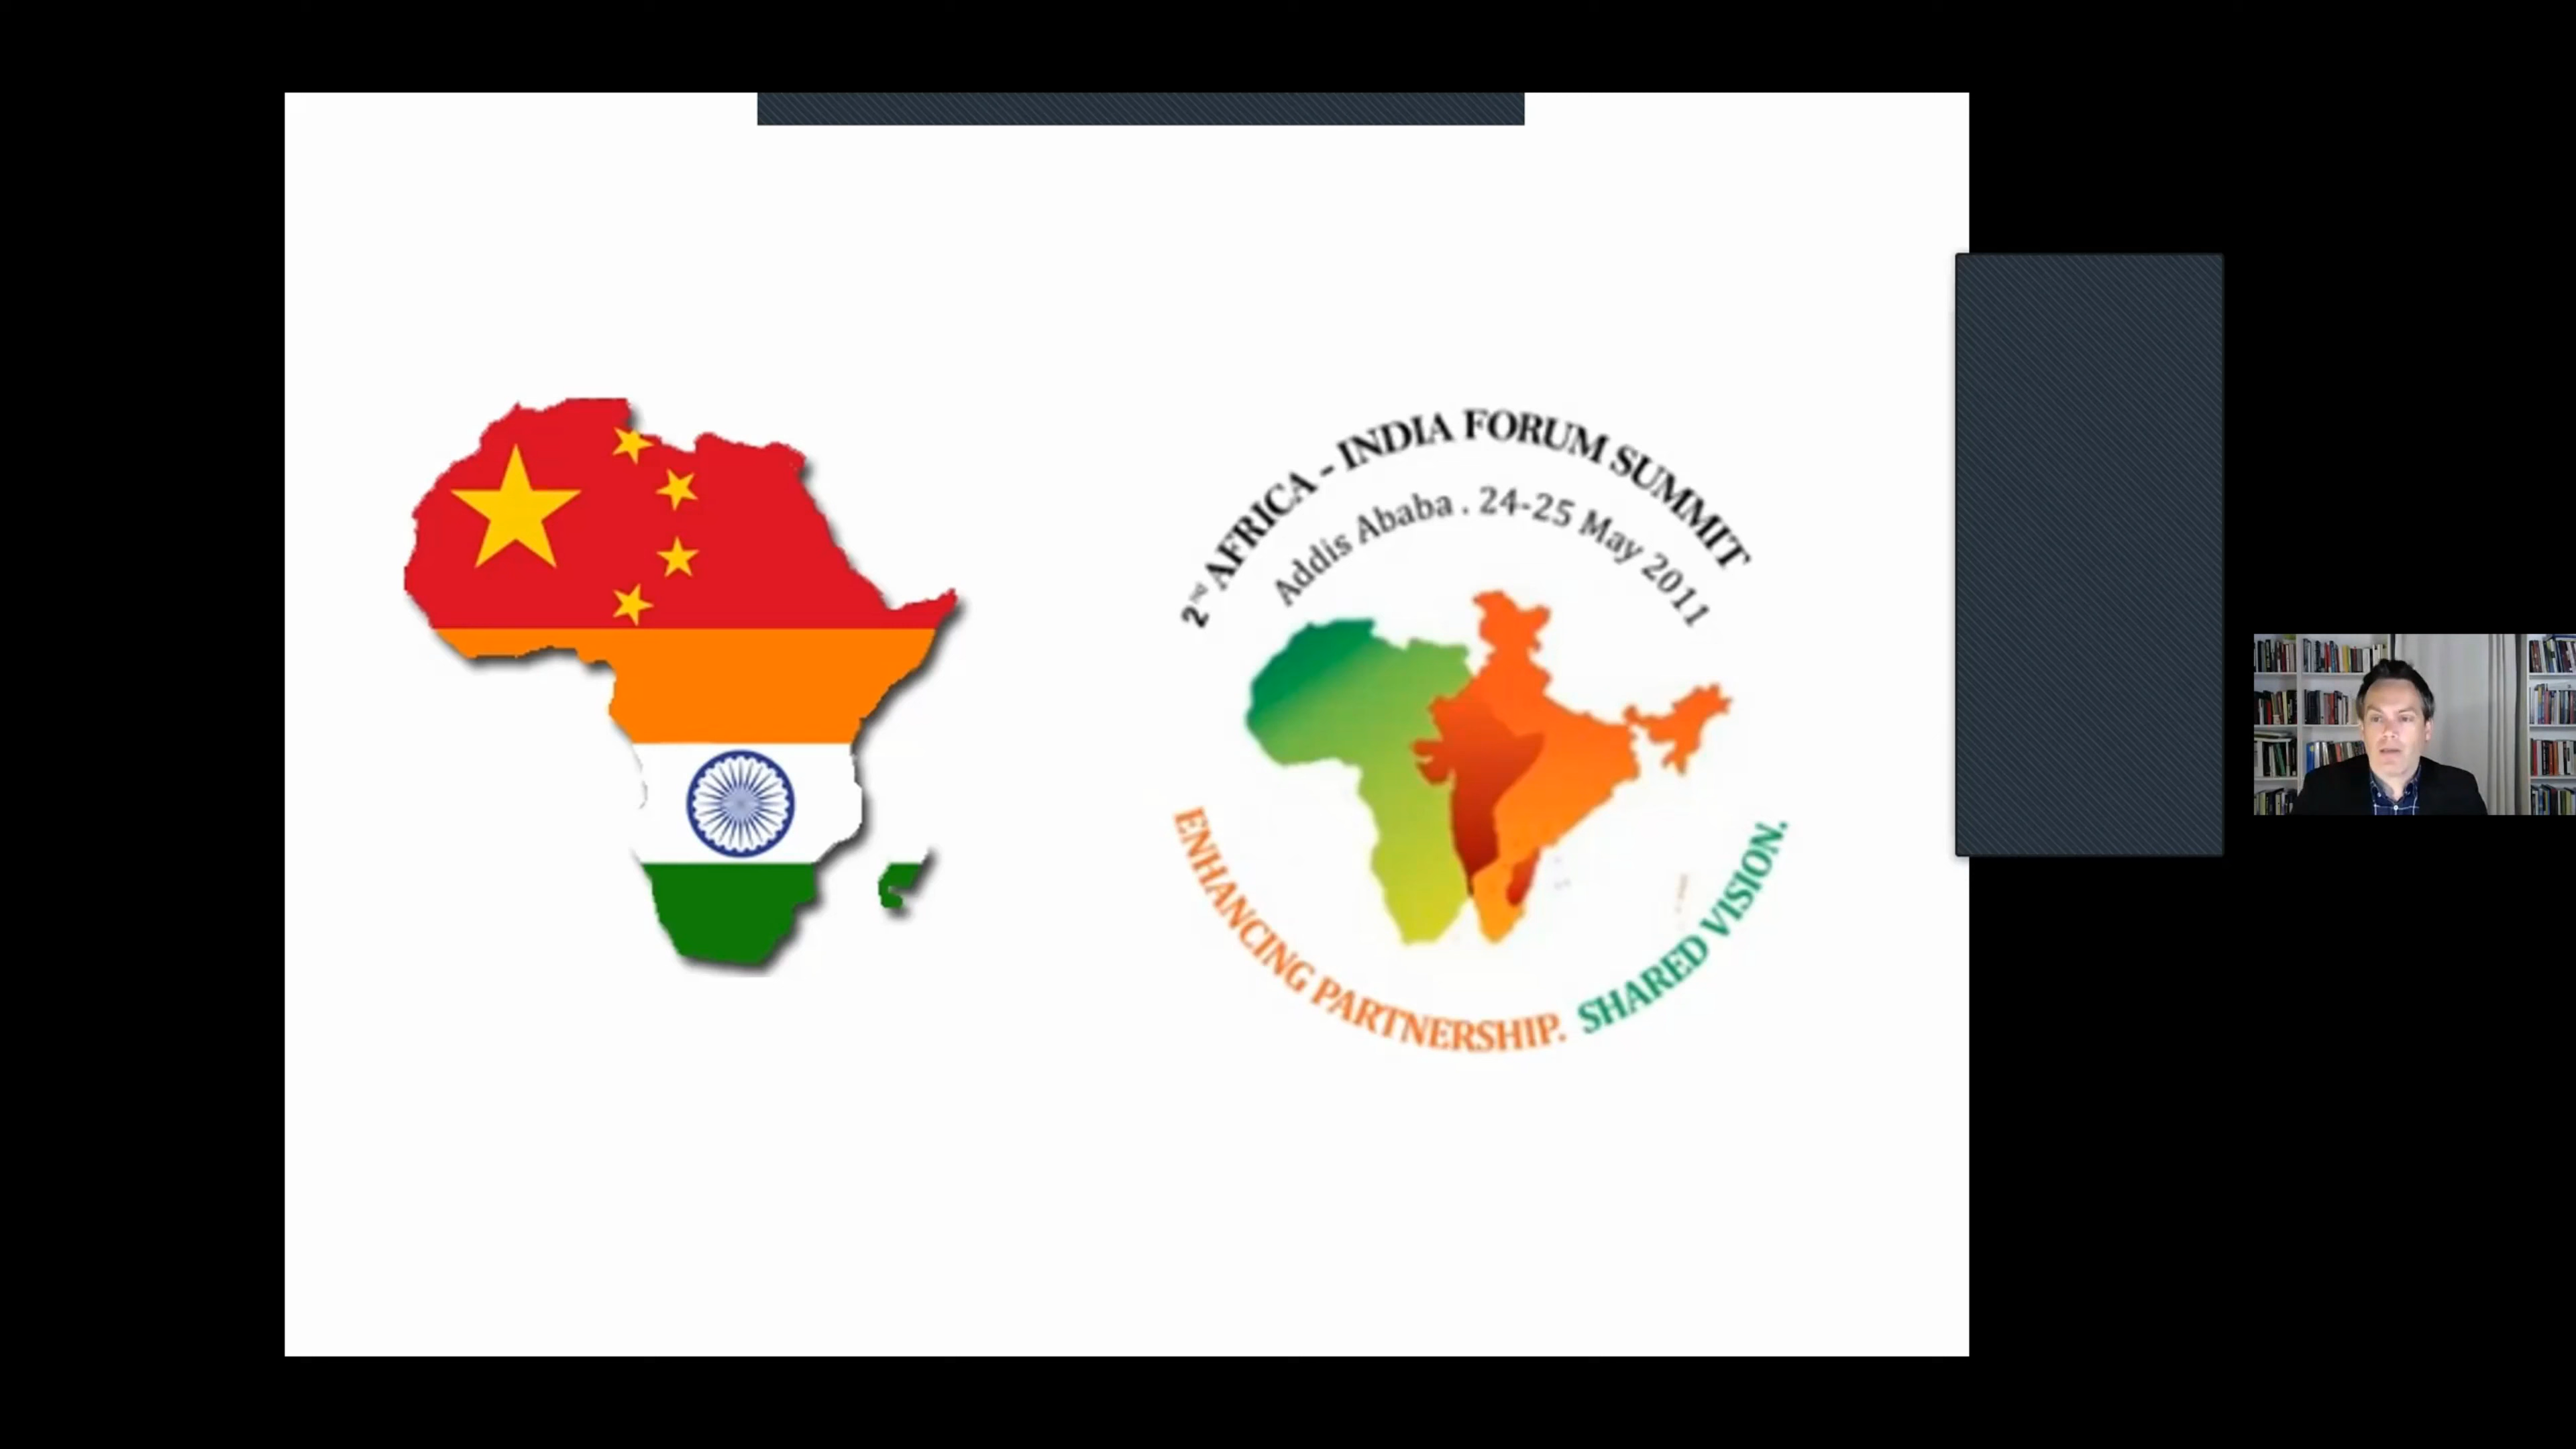 2nd AFRICA - INDIA FORUM SUMMIT
Addis Ababa . 24-25 May 2011
ENHANCING PARTNERSHIP. SHARED VISION.